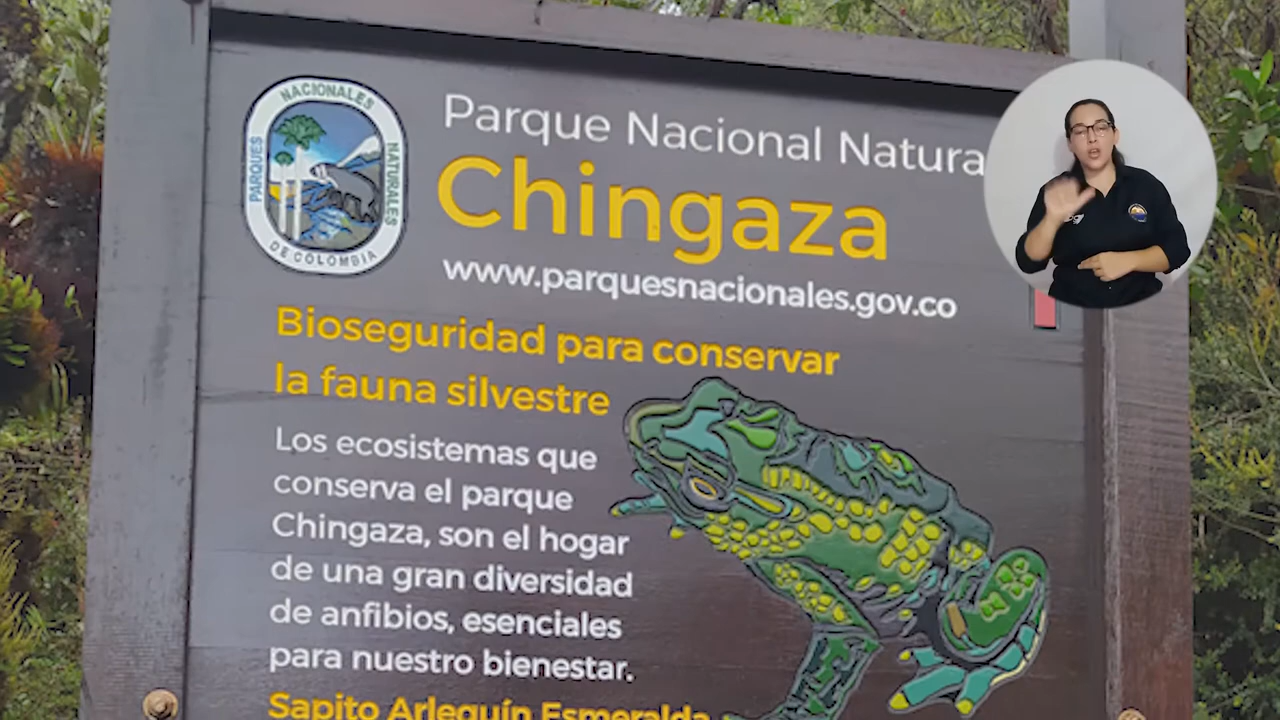 PARQUES NACIONALES NATURALES
DE COLOMBIA
Parque Nacional Natura
Chingaza
www.parquesnacionales.gov.co
Bioseguridad para conservar
la fauna silvestre
Los ecosistemas que
conserva el parque
Chingaza, son el hogar
de una gran diversidad
de anfibios, esenciales
para nuestro bienestar.
Sapito Arlequín Esmeralda